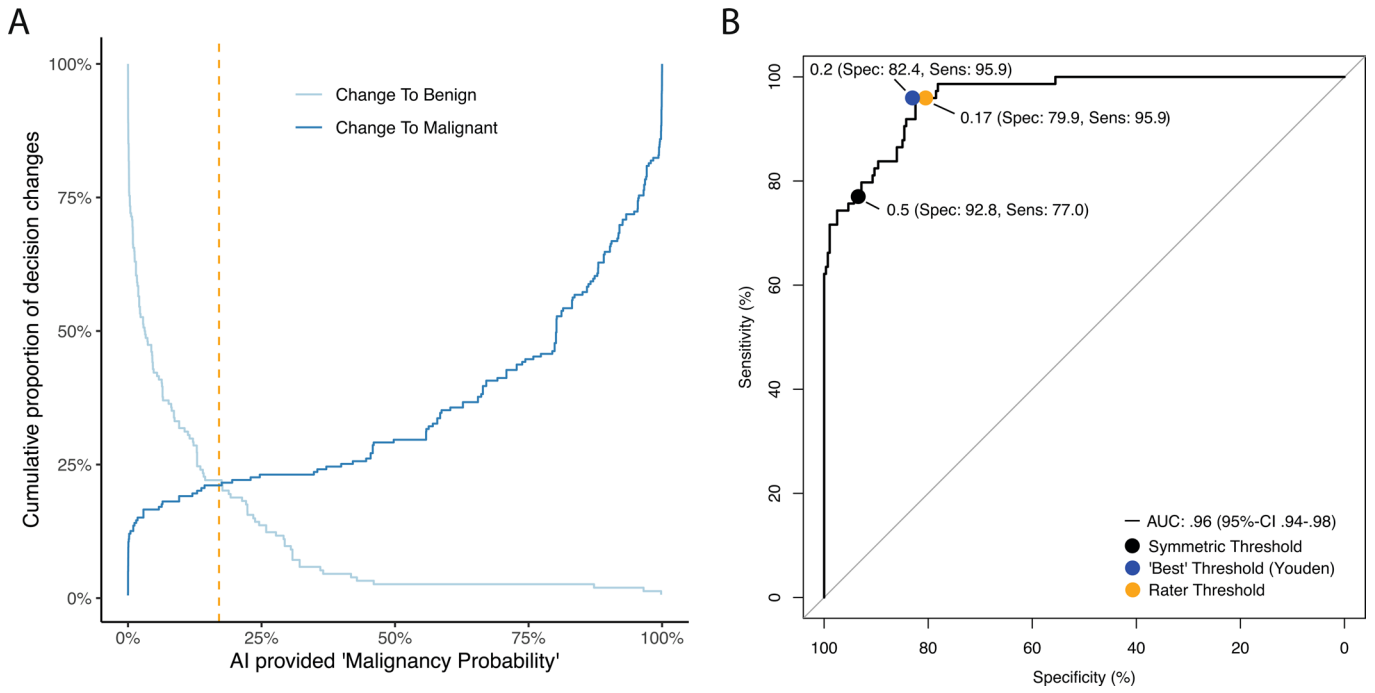 A
Cumulative proportion of decision changes
100%
75%
50%
25%
0%
Change To Benign
Change To Malignant
0%
25%
50%
75%
100%
AI provided 'Malignancy Probability'
B
Sensitivity (%)
100
80
60
40
20
0
0.2 (Spec: 82.4, Sens: 95.9)
0.17 (Spec: 79.9, Sens: 95.9)
0.5 (Spec: 92.8, Sens: 77.0)
AUC: .96 (95%-CI .94-.98)
Symmetric Threshold
'Best' Threshold (Youden)
Rater Threshold
100
80
60
40
20
0
Specificity (%)